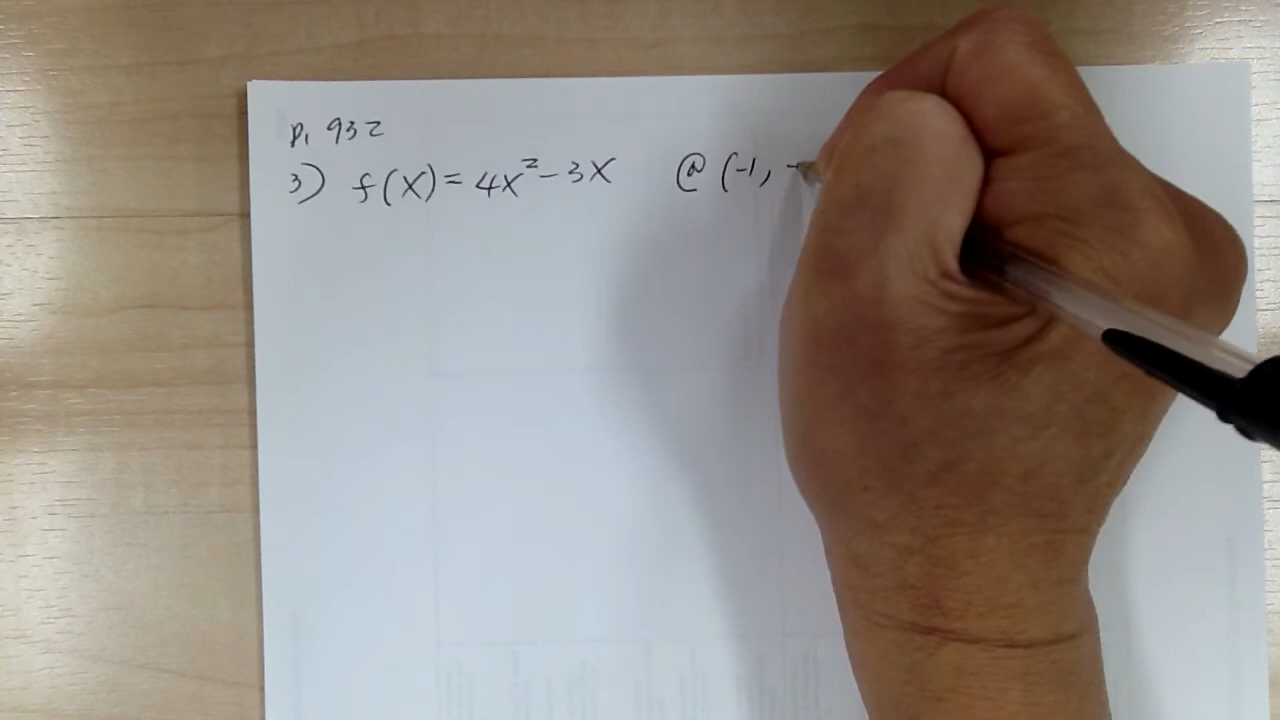 p. 932
3) f(x) = 4x² - 3x @ (-1, -